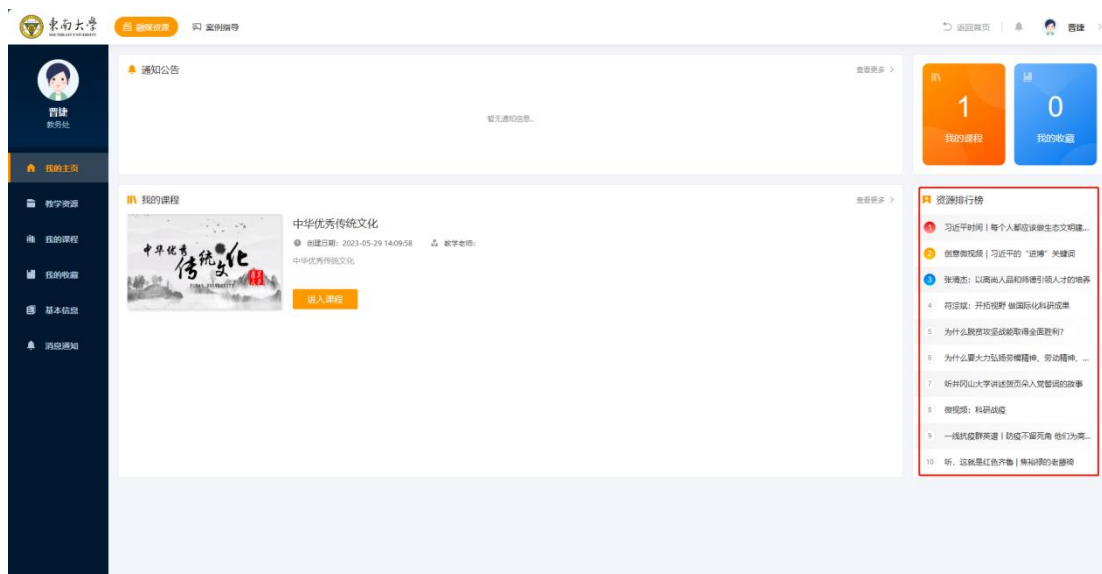 東南大學
SOUTHEAST UNIVERSITY
融媒资源
案例指导
返回首页
晋捷
晋捷
教务处
我的主页
教学资源
我的课程
我的收藏
基本信息
消息通知
通知公告
查看更多
暂无通知信息...
1
我的课程
0
我的收藏
我的课程
查看更多
中华优秀传统文化
中华优秀传统文化
创建日期: 2023-05-29 14:09:58 教学老师:
中华优秀传统文化
进入课程
资源排行榜
1 习近平时间丨每个人都应该做生态文明建...
2 创意微视频 | 习近平的“进博”关键词
3 张清杰：以高尚人品和师德引领人才的培养
4 符淙斌：开拓视野 做国际化科研成果
5 为什么脱贫攻坚战能取得全面胜利?
6 为什么要大力弘扬劳模精神、劳动精神、...
7 听井冈山大学讲述贺页朵入党誓词的故事
8 微视频：科研战疫
9 一线抗疫群英谱丨防疫不留死角 他们为高...
10 听，这就是红色齐鲁 | 焦裕禄的老藤椅